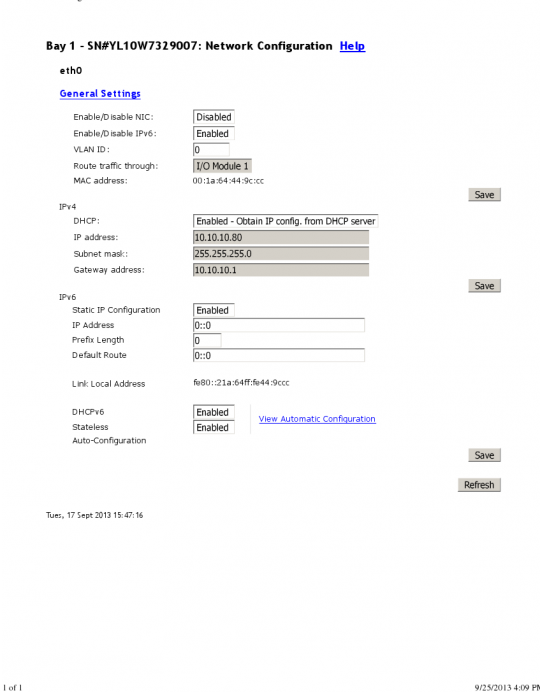 Bay 1 - SN#YL10W7329007: Network Configuration Help
eth0
General Settings
Enable/Disable NIC: Disabled
Enable/Disable IPv6: Enabled
VLAN ID: 0
Route traffic through: I/O Module 1
MAC address: 00:1a:64:44:9c:cc
Save
IPv4
DHCP: Enabled - Obtain IP config. from DHCP server
IP address: 10.10.10.80
Subnet mask: 255.255.255.0
Gateway address: 10.10.10.1
Save
IPv6
Static IP Configuration Enabled
IP Address 0::0
Prefix Length 0
Default Route 0::0
Link Local Address fe80::21a:64ff:fe44:9ccc
DHCPv6 Enabled
View Automatic Configuration
Stateless Enabled
Auto-Configuration
Save
Refresh
Tues, 17 Sept 2013 15:47:16
1 of 1 9/25/2013 4:09 PM